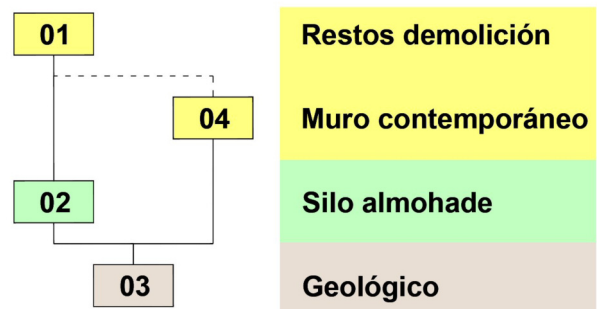 01 Restos demolición
04 Muro contemporáneo
02 Silo almohade
03 Geológico